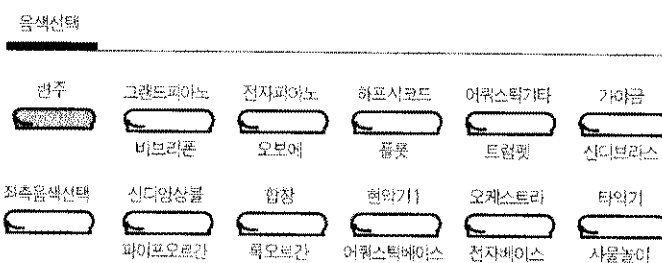 음색선택
변주 그랜드피아노 전자피아노 하프시코드 어쿠스틱기타 가야금
비브라폰 오보에 플룻 트럼펫 신디브라스
좌측음색선택 신디앙상블 합창 현악기1 오케스트라 타악기
파이프오르간 록오르간 어쿠스틱베이스 전자베이스 사물놀이